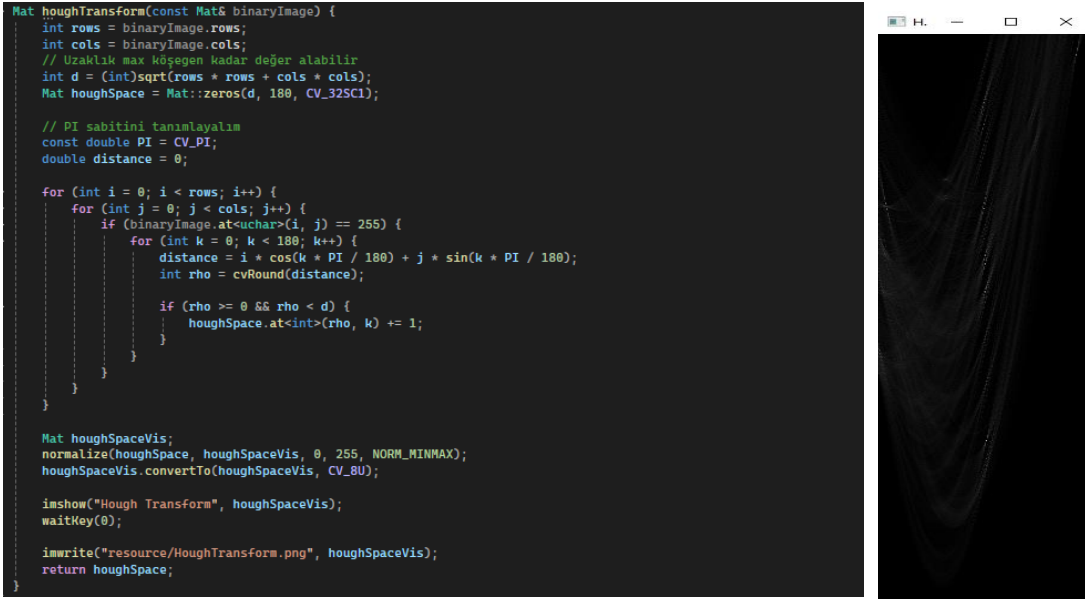 Mat houghTransform(const Mat& binaryImage) {
int rows = binaryImage.rows;
int cols = binaryImage.cols;
// Uzaklık max köşegen kadar değer alabilir
int d = (int)sqrt(rows * rows + cols * cols);
Mat houghSpace = Mat::zeros(d, 180, CV_32SC1);
// PI sabitini tanımlayalım
const double PI = CV_PI;
double distance = 0;
for (int i = 0; i < rows; i++) {
for (int j = 0; j < cols; j++) {
if (binaryImage.at<uchar>(i, j) == 255) {
for (int k = 0; k < 180; k++) {
distance = i * cos(k * PI / 180) + j * sin(k * PI / 180);
int rho = cvRound(distance);
if (rho >= 0 && rho < d) {
houghSpace.at<int>(rho, k) += 1;
}
}
}
}
}
Mat houghSpaceVis;
normalize(houghSpace, houghSpaceVis, 0, 255, NORM_MINMAX);
houghSpaceVis.convertTo(houghSpaceVis, CV_8U);
imshow("Hough Transform", houghSpaceVis);
waitKey(0);
imwrite("resource/HoughTransform.png", houghSpaceVis);
return houghSpace;
}
H.